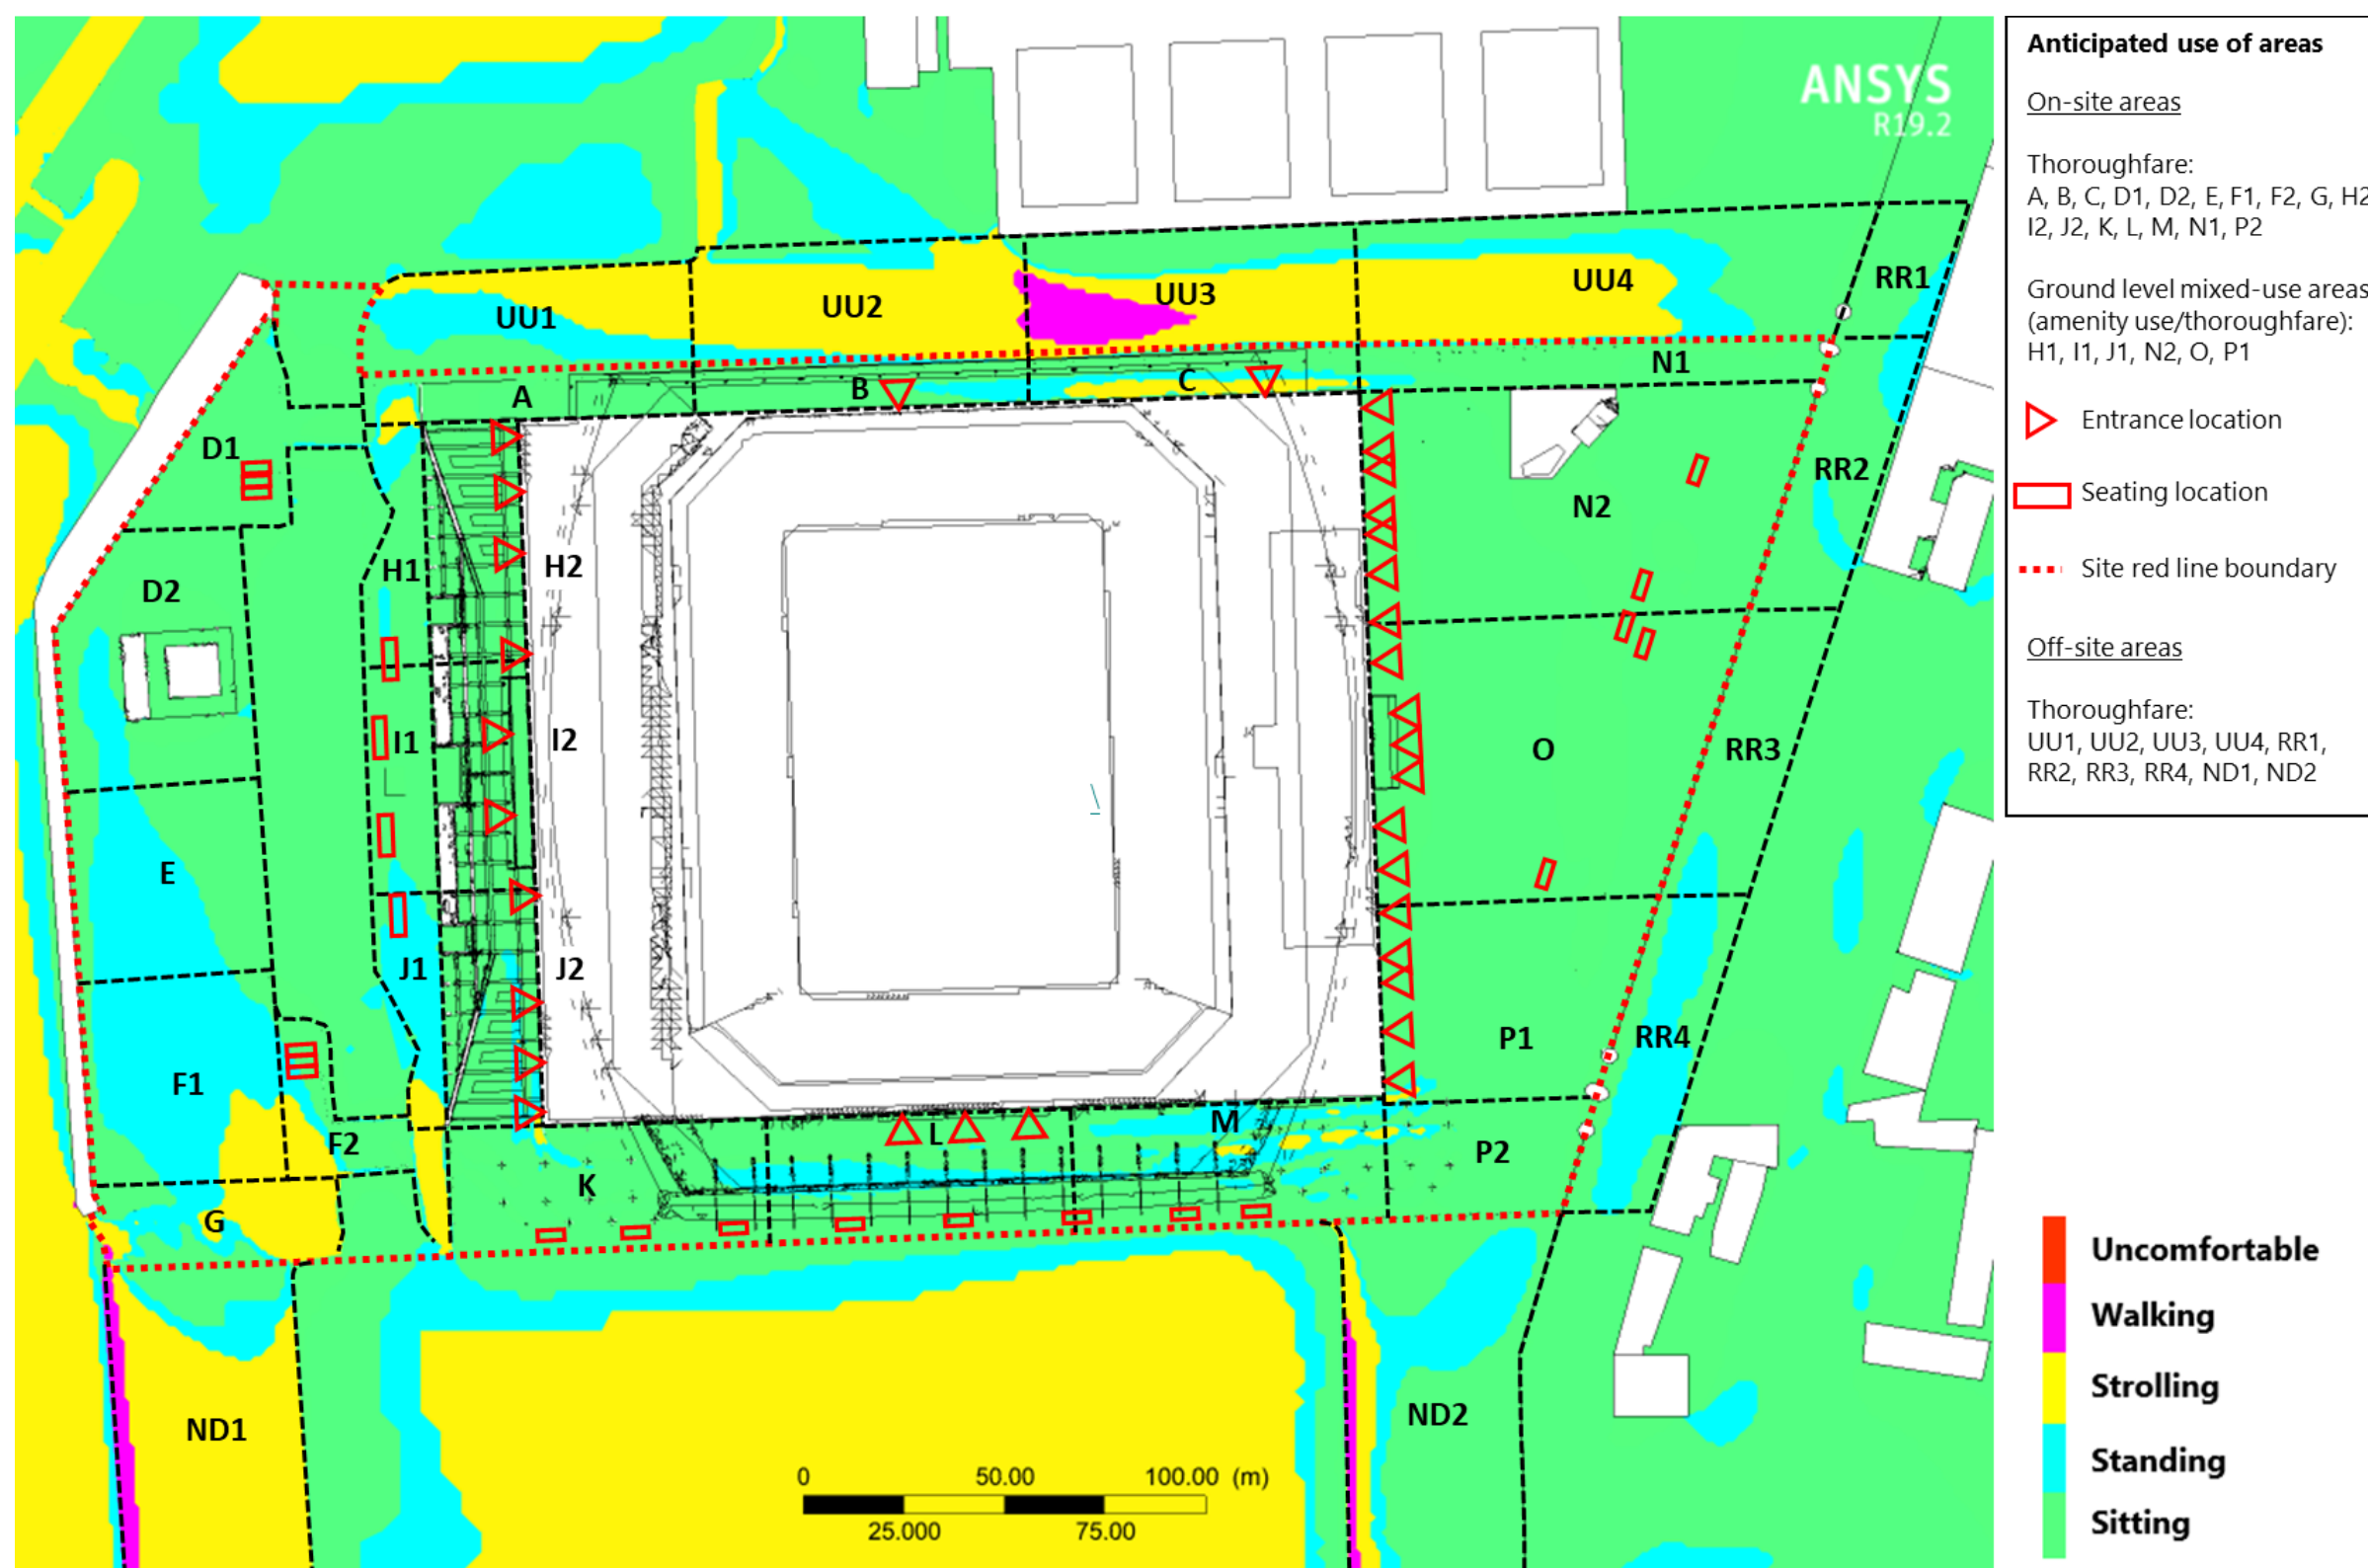 ANSYS
R19.2
UU1
UU2
UU3
UU4
RR1
A
B
C
N1
D1
RR2
H1
H2
N2
D2
I1
I2
O
RR3
E
J1
J2
F1
P1
RR4
F2
L
M
K
P2
G
ND1
ND2
0 50.00 100.00 (m)
25.000 75.00
Anticipated use of areas
On-site areas
Thoroughfare:
A, B, C, D1, D2, E, F1, F2, G, H2
I2, J2, K, L, M, N1, P2
Ground level mixed-use areas
(amenity use/thoroughfare):
H1, I1, J1, N2, O, P1
Entrance location
Seating location
Site red line boundary
Off-site areas
Thoroughfare:
UU1, UU2, UU3, UU4, RR1,
RR2, RR3, RR4, ND1, ND2
Uncomfortable
Walking
Strolling
Standing
Sitting